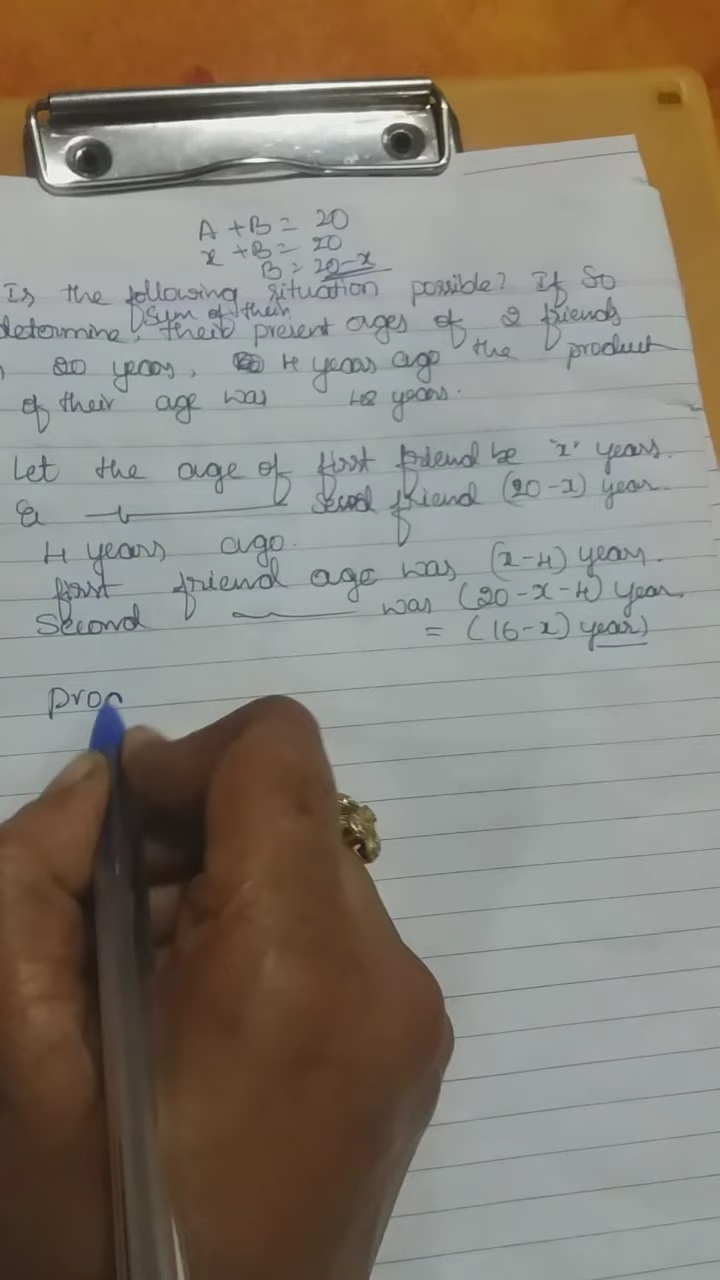 A + B = 20
x + B = 20
B = 20 - x
Is the following situation possible? If So
Sum of their
determine, their present ages of 2 friends
20 years, 4 years ago the product
of their age was 48 years.
Let the age of first friend be 'x' years.
& second friend (20-x) year.
4 years ago.
first friend age was (x-4) years.
Second was (20-x-4) year
= (16-x) year)
proc